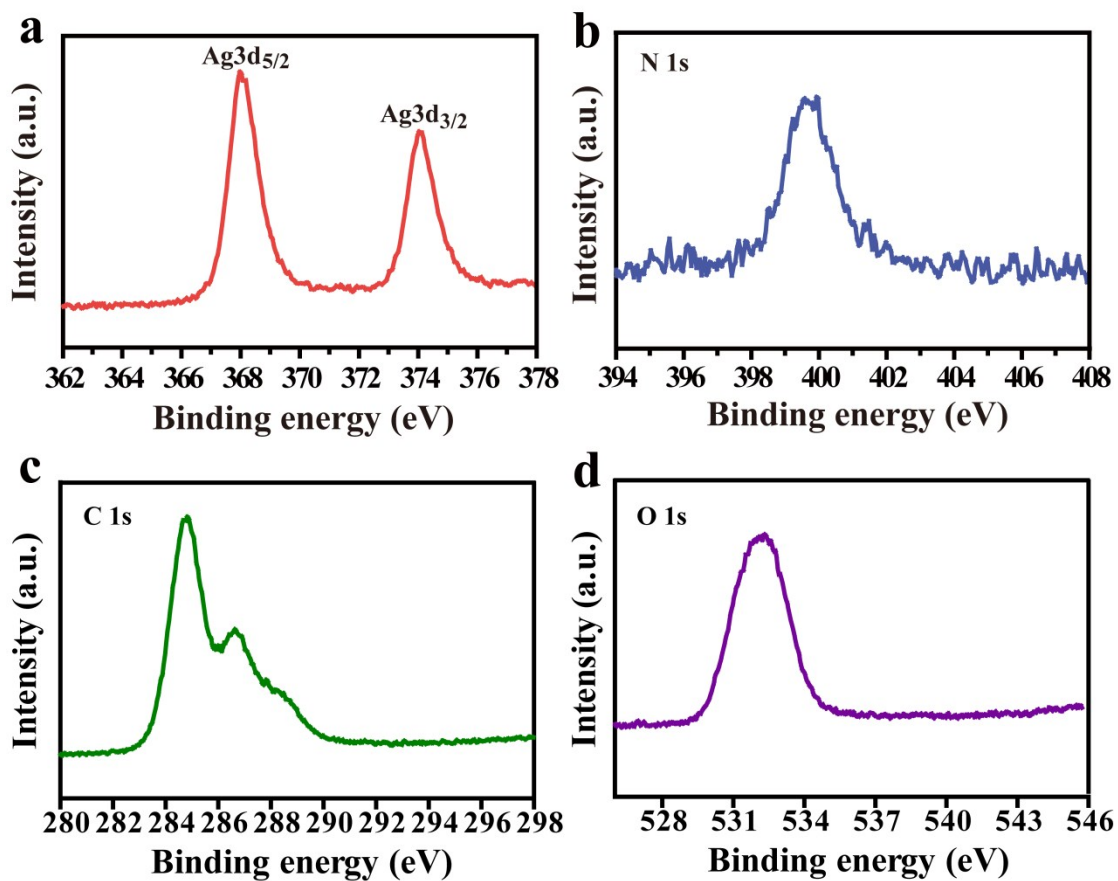 a
Ag3d5/2
Ag3d3/2
Intensity (a.u.)
362 364 366 368 370 372 374 376 378
Binding energy (eV)
b
N 1s
Intensity (a.u.)
394 396 398 400 402 404 406 408
Binding energy (eV)
c
C 1s
Intensity (a.u.)
280 282 284 286 288 290 292 294 296 298
Binding energy (eV)
d
O 1s
Intensity (a.u.)
528 531 534 537 540 543 546
Binding energy (eV)